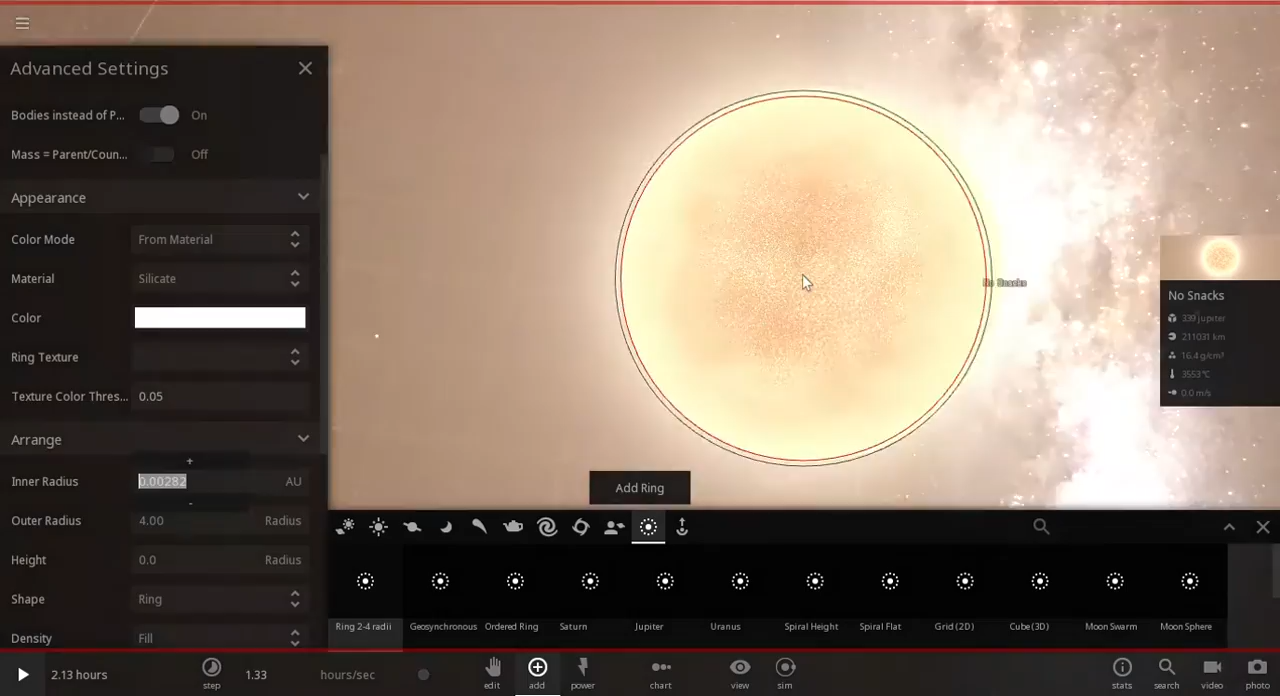 Advanced Settings
Bodies instead of P... On
Mass = Parent/Coun... Off
Appearance
Color Mode From Material
Material Silicate
Color
Ring Texture
Texture Color Thres... 0.05
Arrange
+
Inner Radius 0.00282 AU
-
Outer Radius 4.00 Radius
Height 0.0 Radius
Shape Ring
Density Fill
No Snacks
No Snacks
339 jupiter
211031 km
16.4 g/cm³
3553 °C
0.0 m/s
Add Ring
Ring 2-4 radii Geosynchronous Ordered Ring Saturn Jupiter Uranus Spiral Height Spiral Flat Grid (2D) Cube (3D) Moon Swarm Moon Sphere
2.13 hours step 1.33 hours/sec edit add power chart view sim stats search video photo